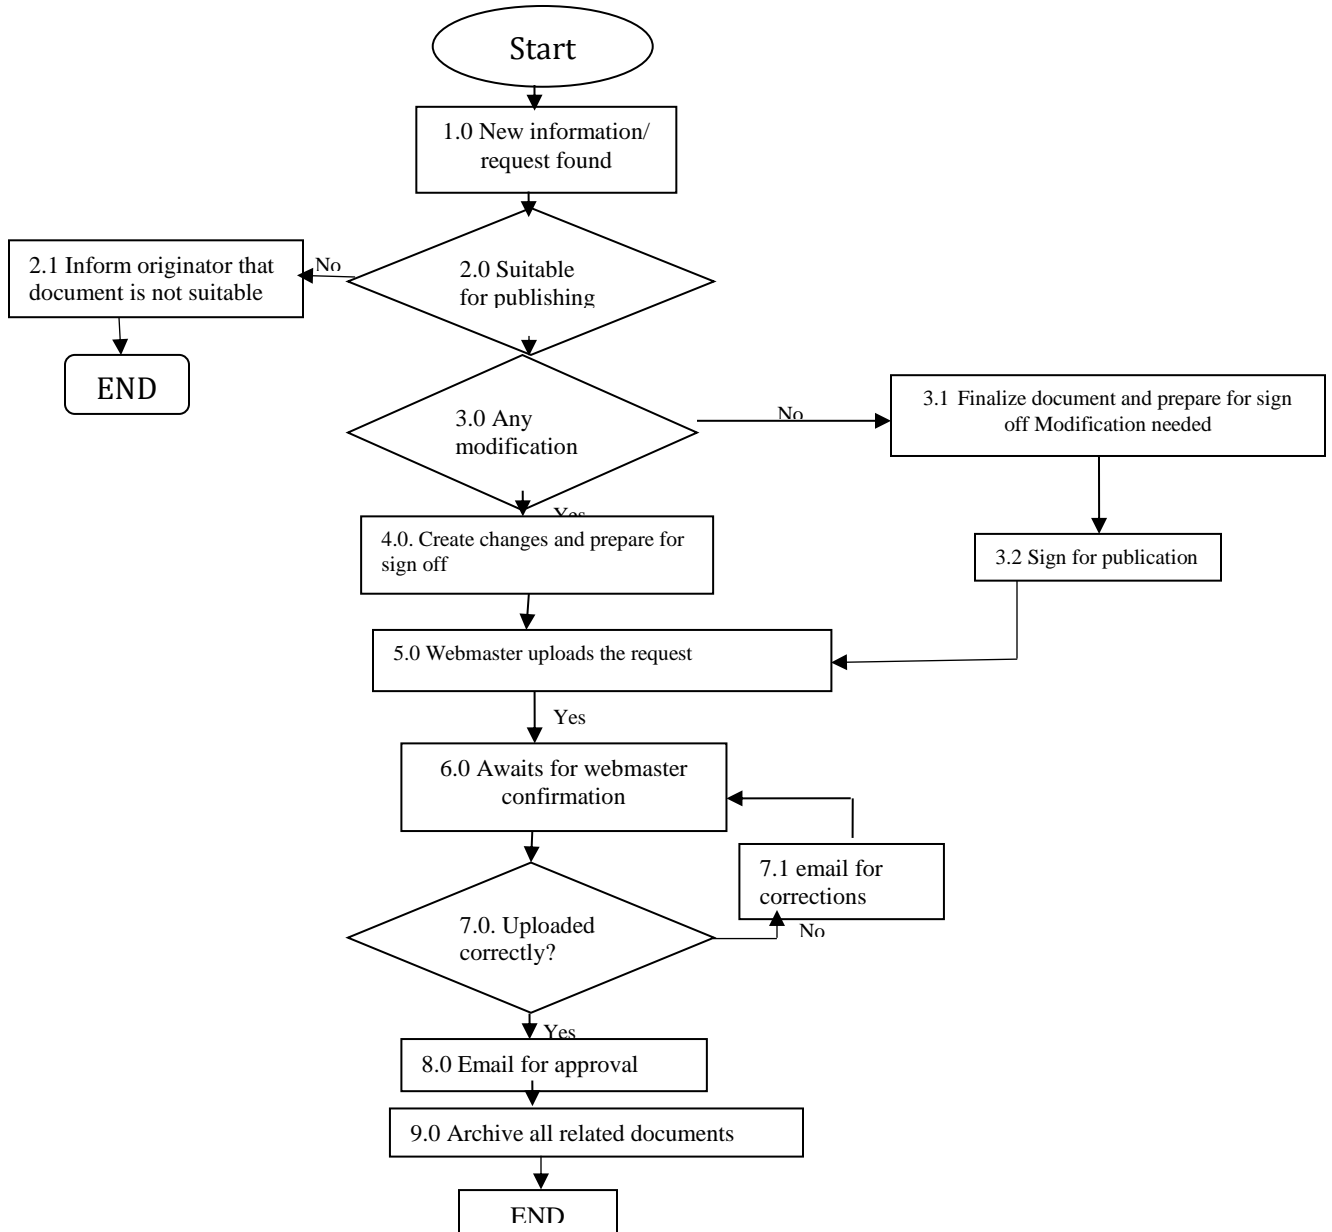 Start
1.0 New information/
request found
2.1 Inform originator that
document is not suitable
No
2.0 Suitable
for publishing
END
3.0 Any
modification
No
3.1 Finalize document and prepare for sign
off Modification needed
Yes
4.0. Create changes and prepare for
sign off
3.2 Sign for publication
5.0 Webmaster uploads the request
Yes
6.0 Awaits for webmaster
confirmation
7.1 email for
corrections
7.0. Uploaded
correctly?
No
Yes
8.0 Email for approval
9.0 Archive all related documents
END